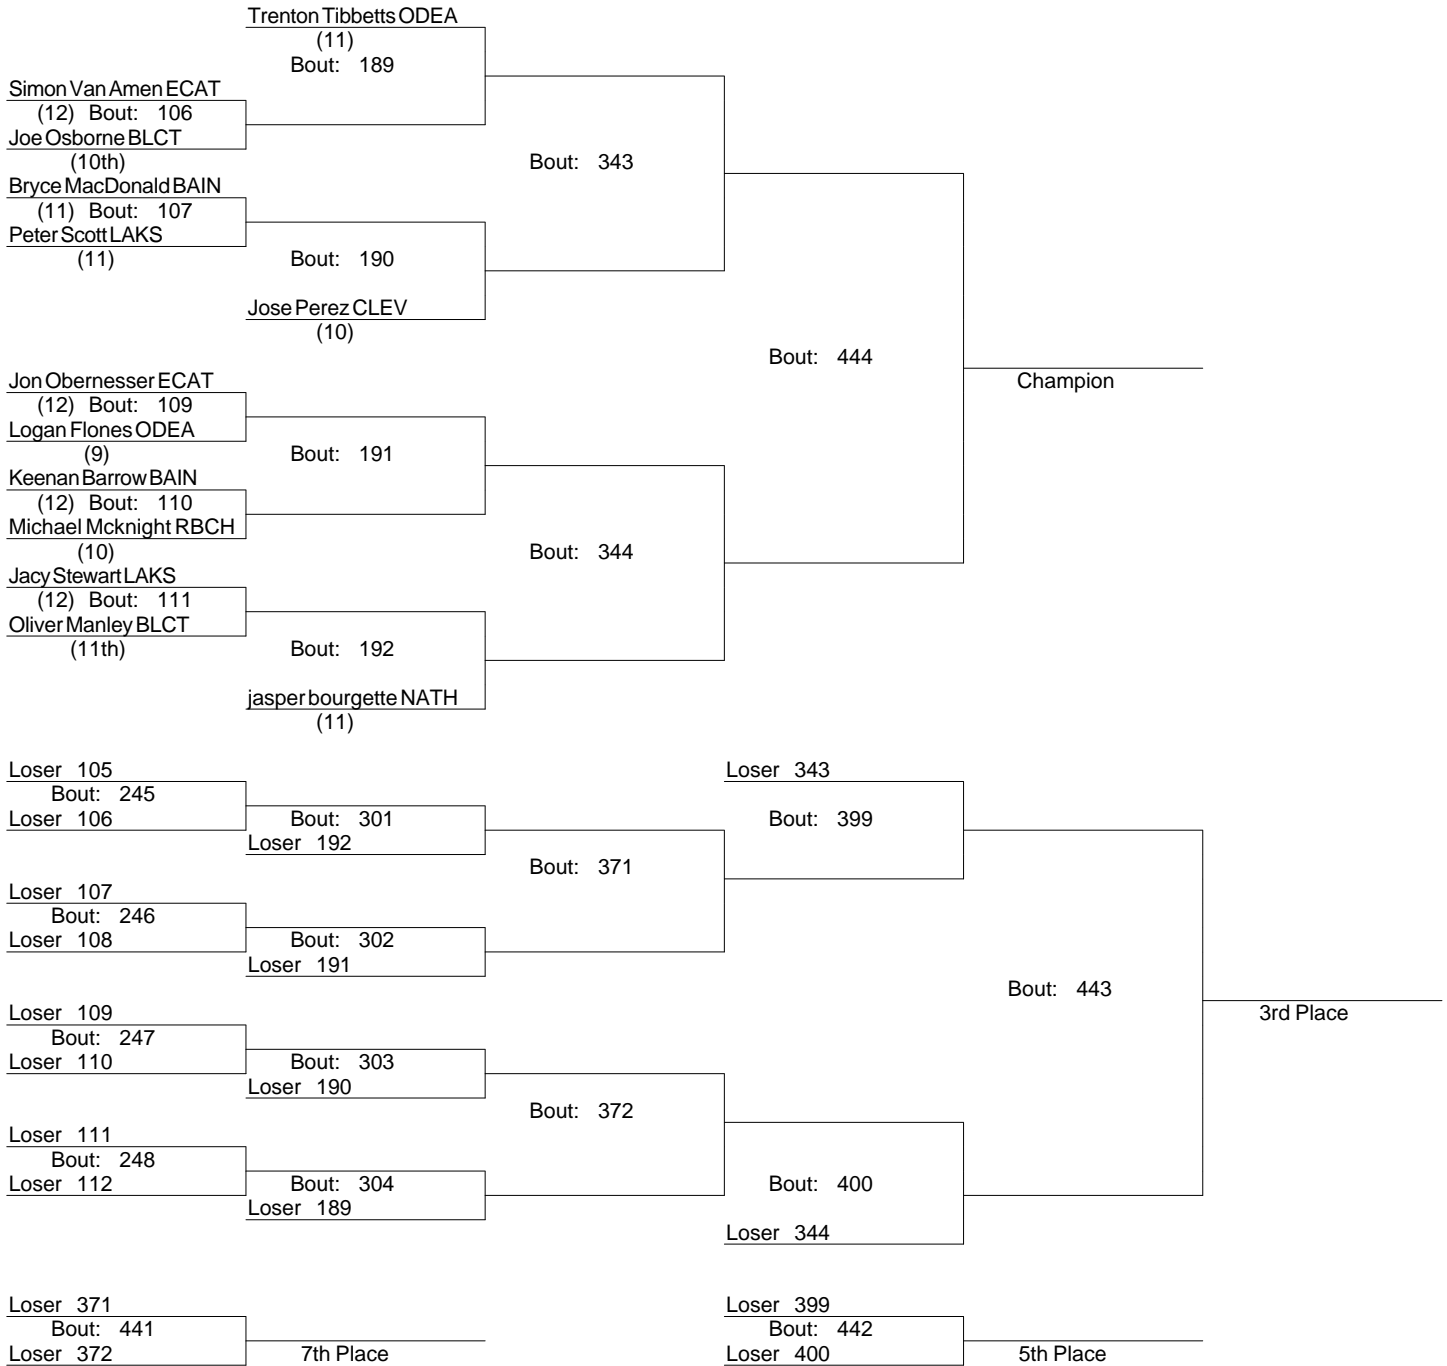 Trenton Tibbetts ODEA
(11)
Bout: 189
Simon Van Amen ECAT
(12) Bout: 106
Joe Osborne BLCT
(10th)
Bout: 343
Bryce MacDonald BAIN
(11) Bout: 107
Peter Scott LAKS
(11)
Bout: 190
Jose Perez CLEV
(10)
Bout: 444
Champion
Jon Obernesser ECAT
(12) Bout: 109
Logan Flones ODEA
(9)
Bout: 191
Keenan Barrow BAIN
(12) Bout: 110
Michael Mcknight RBCH
(10)
Bout: 344
Jacy Stewart LAKS
(12) Bout: 111
Oliver Manley BLCT
(11th)
Bout: 192
jasper bourgette NATH
(11)
Loser 105
Bout: 245
Loser 106
Bout: 301
Loser 192
Loser 343
Bout: 399
Bout: 371
Loser 107
Bout: 246
Loser 108
Bout: 302
Loser 191
Bout: 443
3rd Place
Loser 109
Bout: 247
Loser 110
Bout: 303
Loser 190
Bout: 372
Loser 111
Bout: 248
Loser 112
Bout: 304
Loser 189
Bout: 400
Loser 344
Loser 371
Bout: 441
Loser 372
7th Place
Loser 399
Bout: 442
Loser 400
5th Place